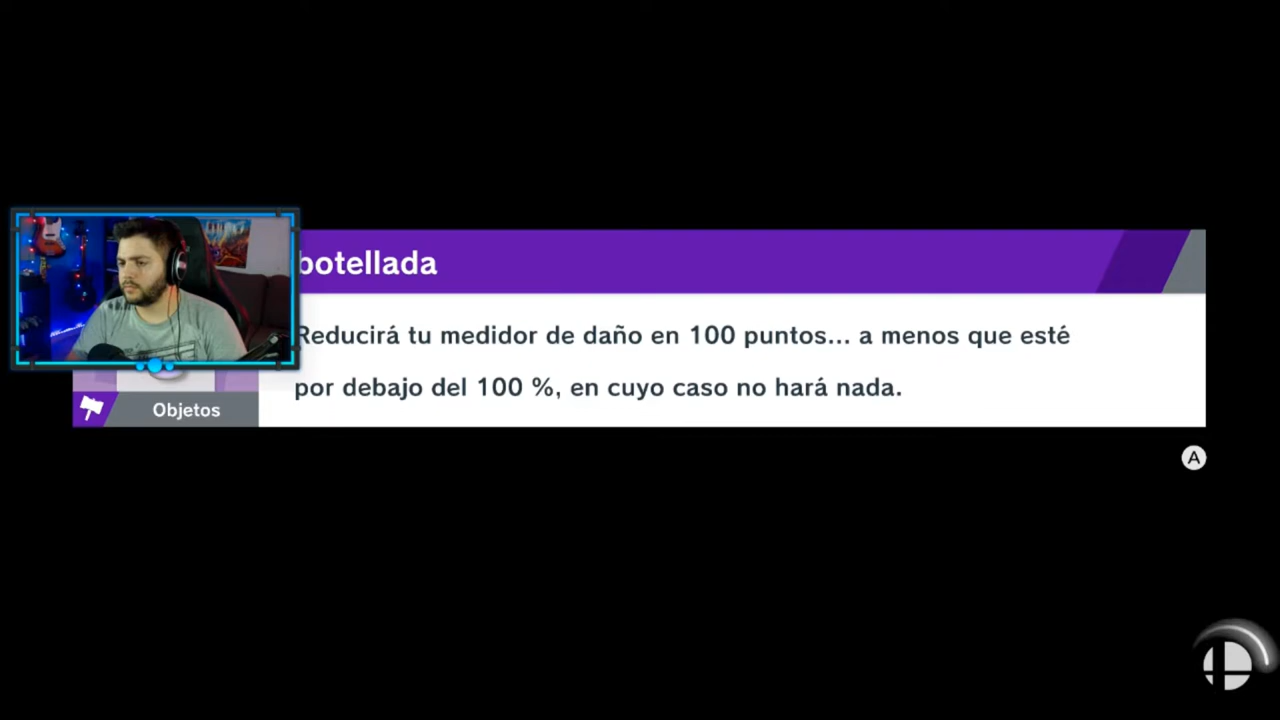 botellada
Reducirá tu medidor de daño en 100 puntos... a menos que esté
por debajo del 100 %, en cuyo caso no hará nada.
Objetos
A